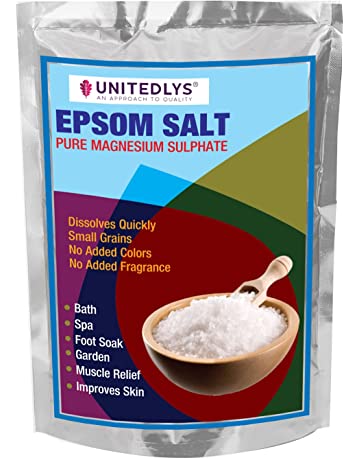 UNITEDLYS®
AN APPROACH TO QUALITY
EPSOM SALT
PURE MAGNESIUM SULPHATE
Dissolves Quickly
Small Grains
No Added Colors
No Added Fragrance
• Bath
• Spa
• Foot Soak
• Garden
• Muscle Relief
• Improves Skin